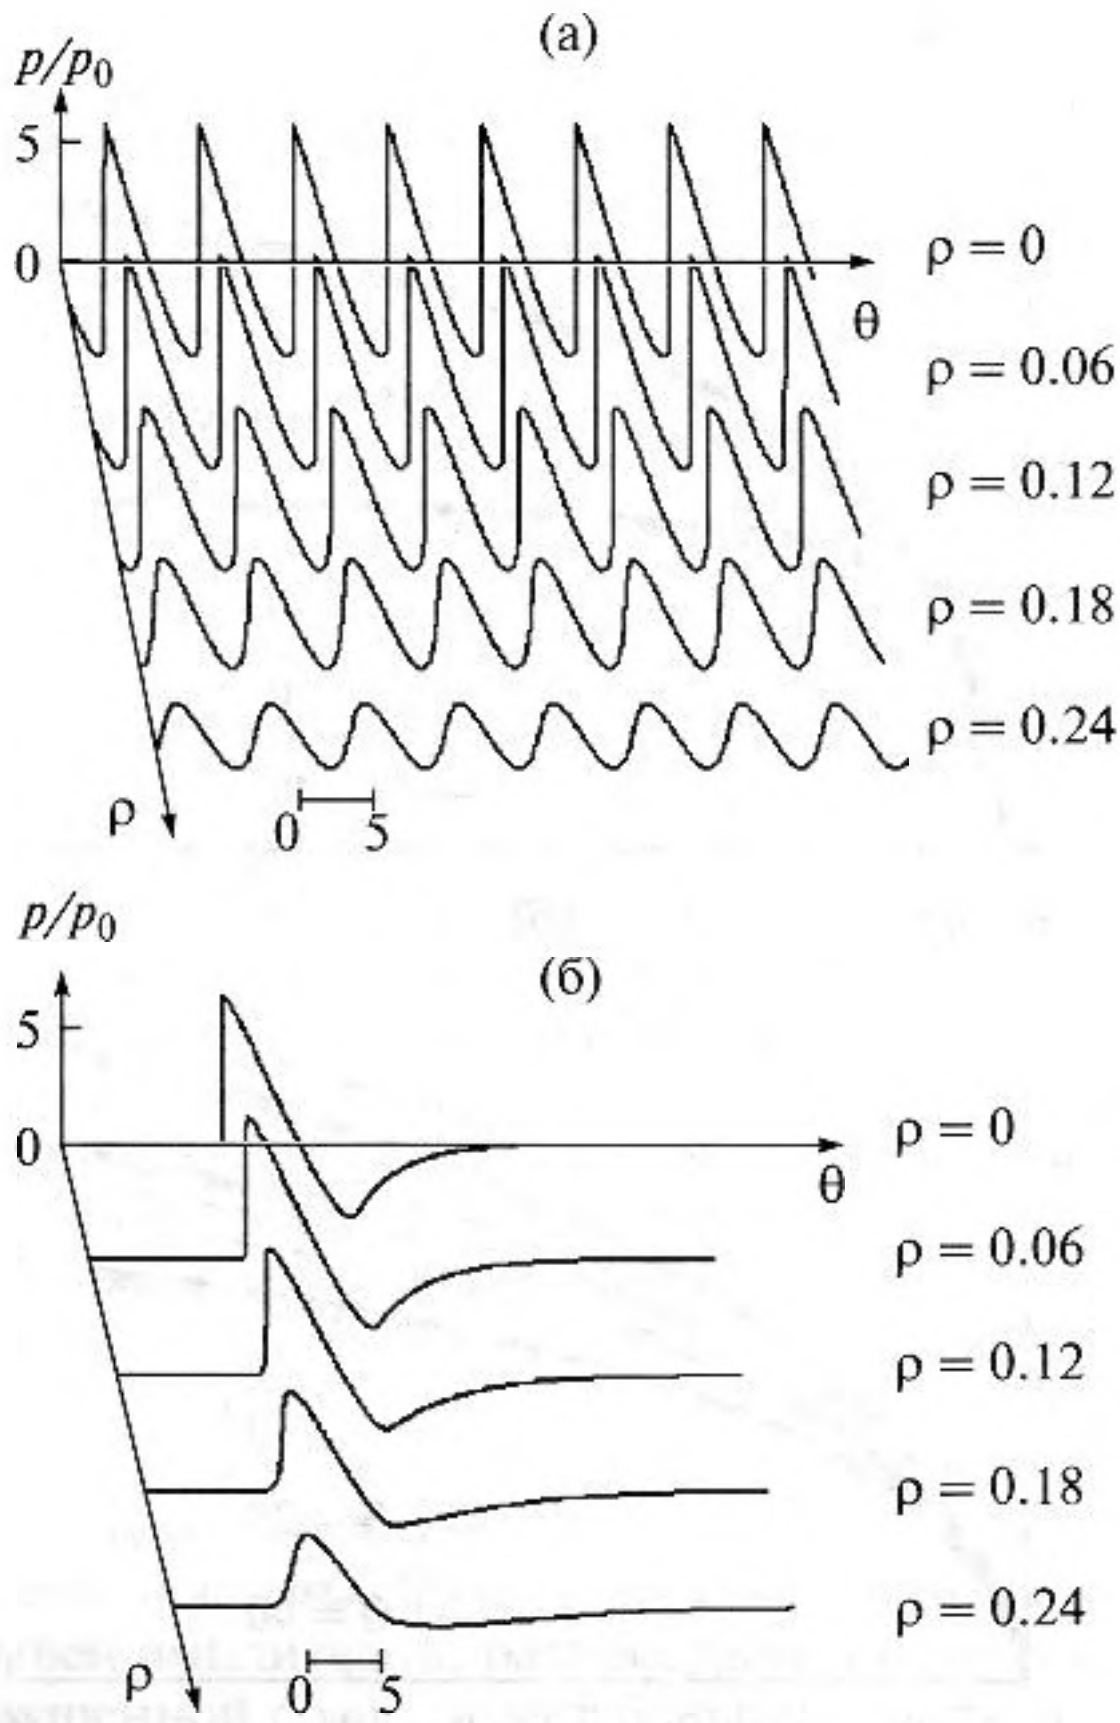 (а)
p/p₀
5
0
θ
ρ = 0
ρ = 0.06
ρ = 0.12
ρ = 0.18
ρ = 0.24
ρ
0 5
p/p₀
(б)
5
0
θ
ρ = 0
ρ = 0.06
ρ = 0.12
ρ = 0.18
ρ = 0.24
ρ
0 5